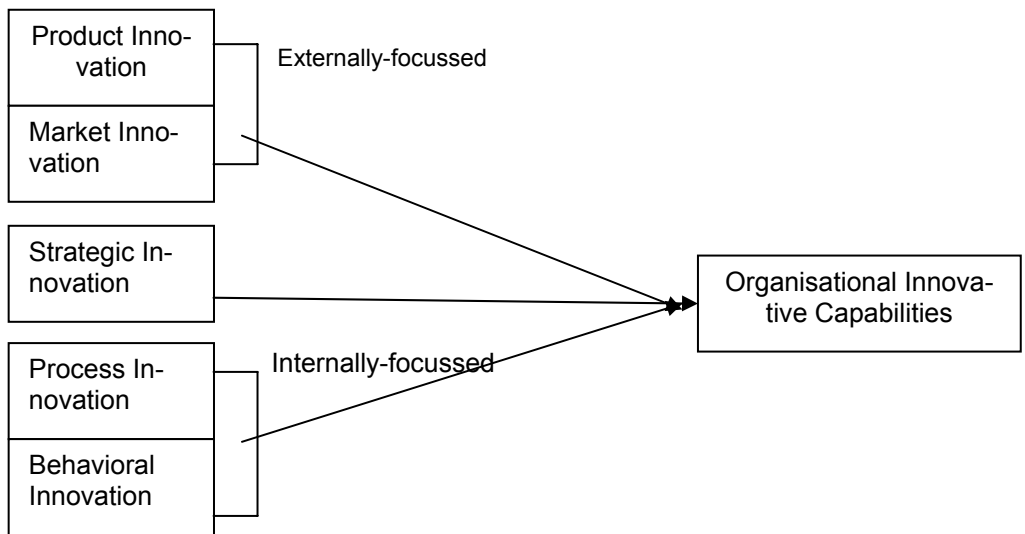 Product Inno-
vation
Externally-focussed
Market Inno-
vation
Strategic In-
novation
Organisational Innova-
tive Capabilities
Process In-
novation
Internally-focussed
Behavioral
Innovation